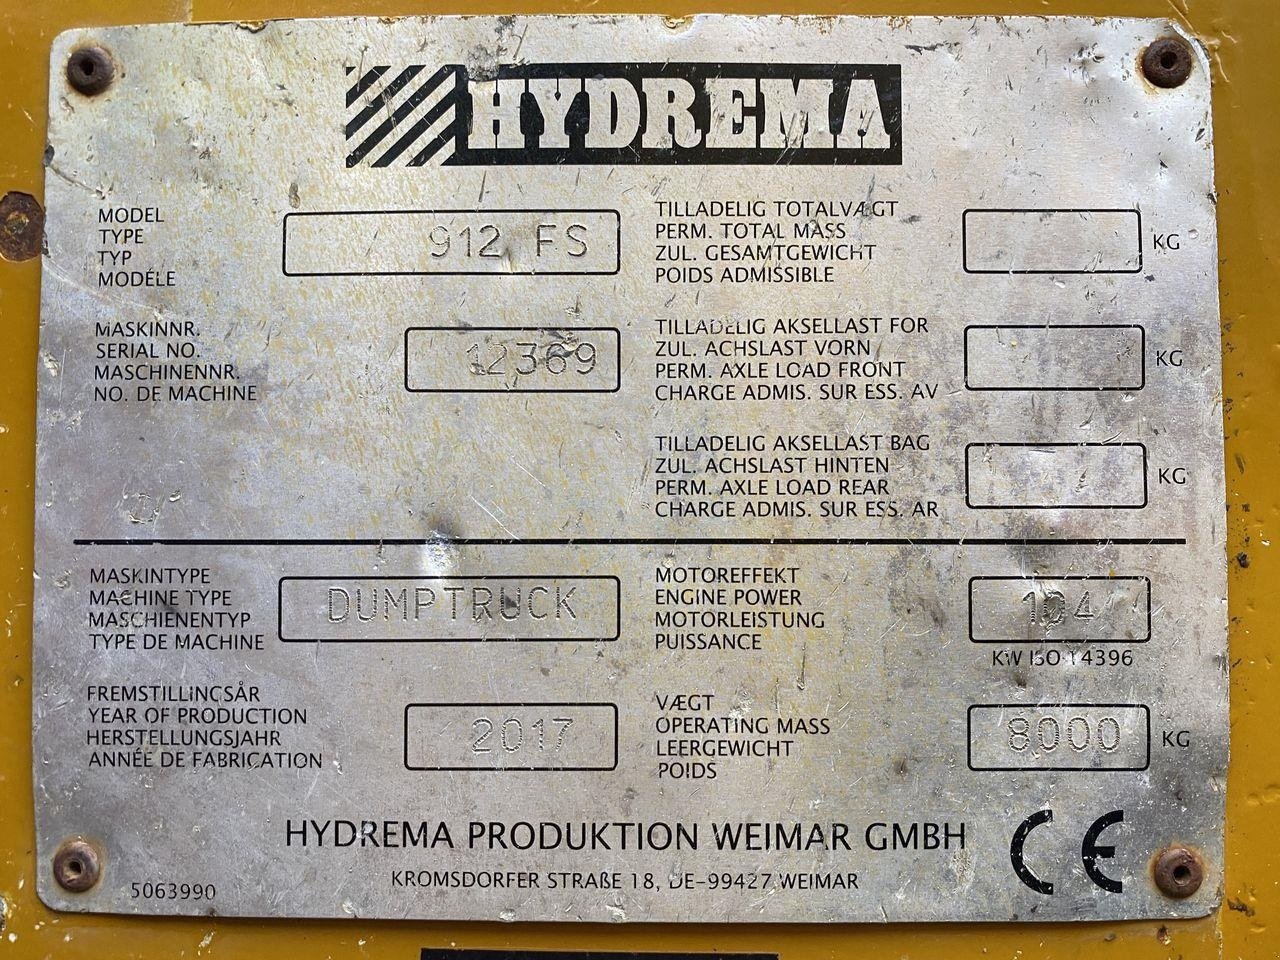 HYDREMA
MODEL
TYPE
TYP
MODÉLE
912 FS
TILLADELIG TOTALVÆGT
PERM. TOTAL MASS
ZUL. GESAMTGEWICHT
POIDS ADMISSIBLE
KG
MASKINNR.
SERIAL NO.
MASCHINENNR.
NO. DE MACHINE
12369
TILLADELIG AKSELLAST FOR
ZUL. ACHSLAST VORN
PERM. AXLE LOAD FRONT
CHARGE ADMIS. SUR ESS. AV
KG
TILLADELIG AKSELLAST BAG
ZUL. ACHSLAST HINTEN
PERM. AXLE LOAD REAR
CHARGE ADMIS. SUR ESS. AR
KG
MASKINTYPE
MACHINE TYPE
MASCHIENENTYP
TYPE DE MACHINE
DUMPTRUCK
MOTOREFFEKT
ENGINE POWER
MOTORLEISTUNG
PUISSANCE
104
KW ISO 14396
FREMSTILLINGSÅR
YEAR OF PRODUCTION
HERSTELLUNGSJAHR
ANNÉE DE FABRICATION
2017
VÆGT
OPERATING MASS
LEERGEWICHT
POIDS
8000
KG
HYDREMA PRODUKTION WEIMAR GMBH
KROMSDORFER STRAßE 18, DE-99427 WEIMAR
CE
5063990